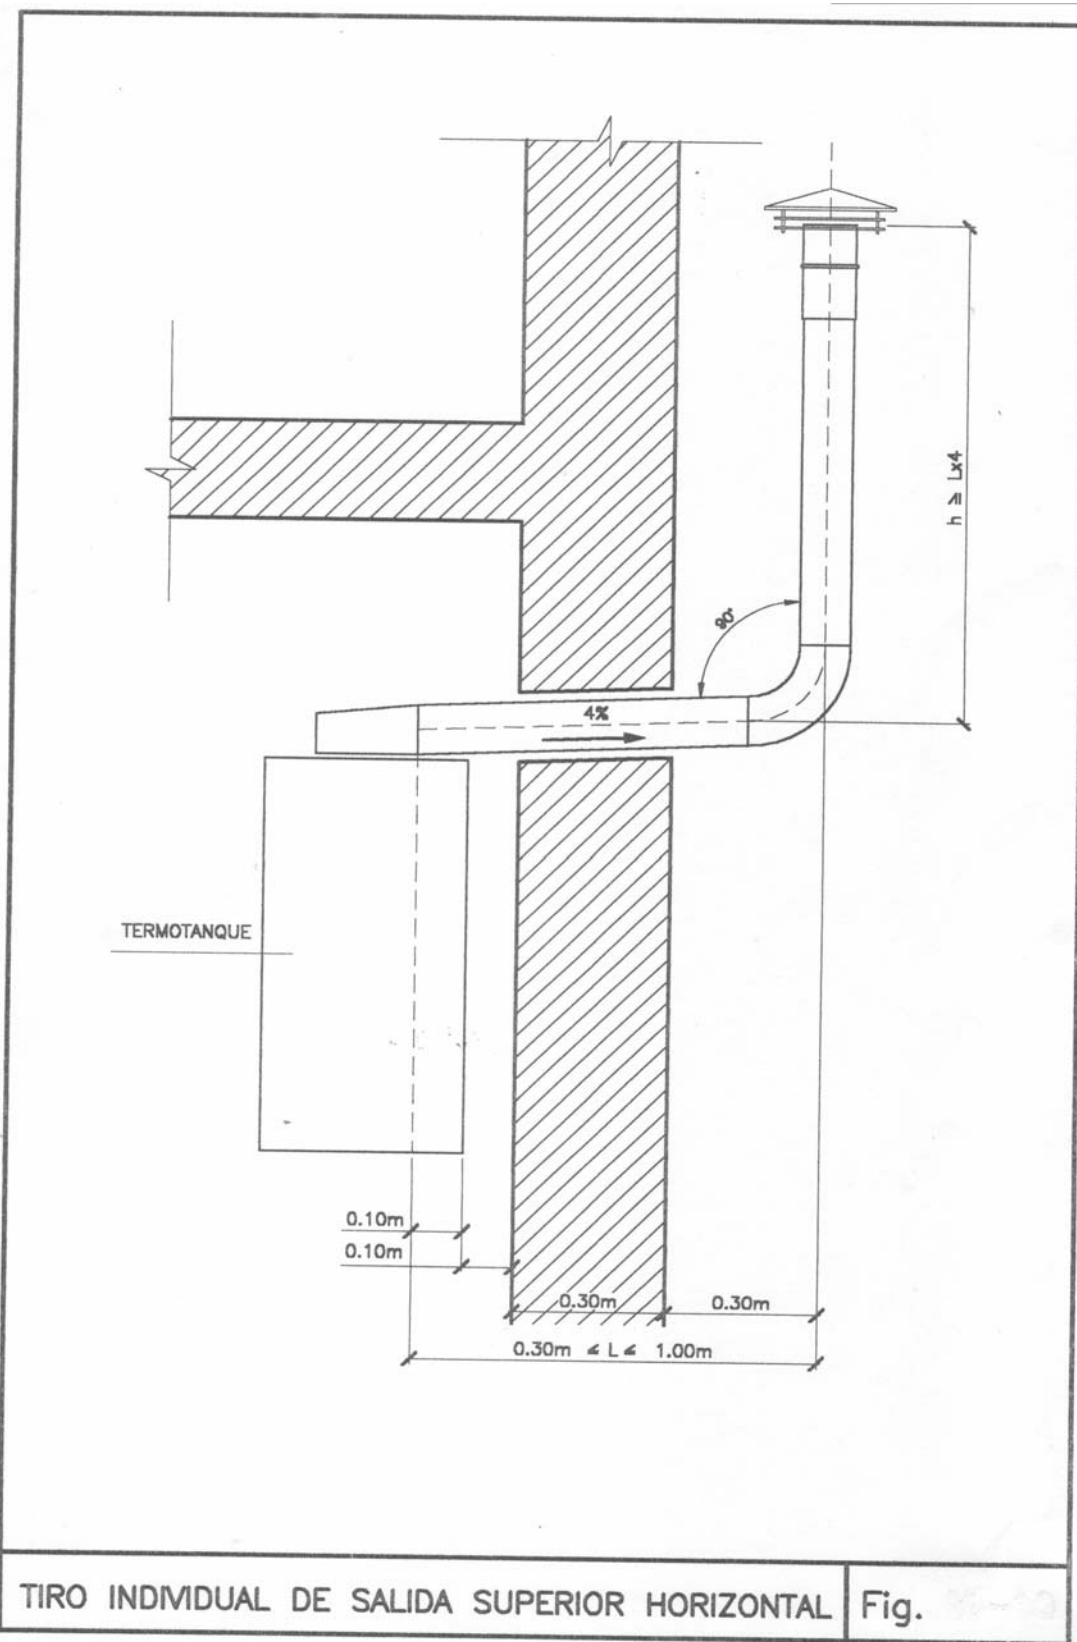 h ≥ Lx4
90°
4%
TERMOTANQUE
0.10m
0.10m
0.30m
0.30m
0.30m ≤ L ≤ 1.00m
TIRO INDIVIDUAL DE SALIDA SUPERIOR HORIZONTAL
Fig.